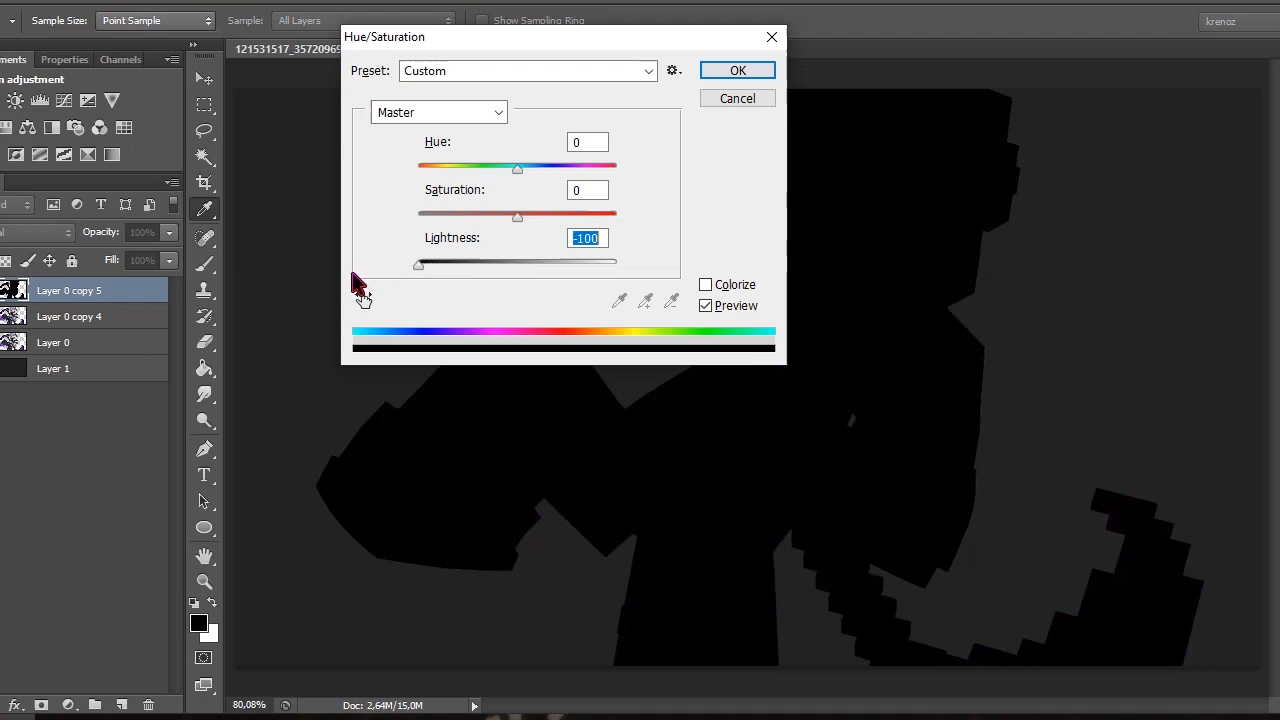 Sample Size: Point Sample Sample: All Layers Show Sampling Ring krenoz
Hue/Saturation
121531517_35720969
ments Properties Channels
n adjustment
Preset: Custom OK
Cancel
Master
Hue: 0
Saturation: 0
Lightness: -100
Opacity: 100%
Fill: 100%
Colorize
Preview
Layer 0 copy 5
Layer 0 copy 4
Layer 0
Layer 1
T
T
fx.
80,08% Doc: 2,64M/15,0M